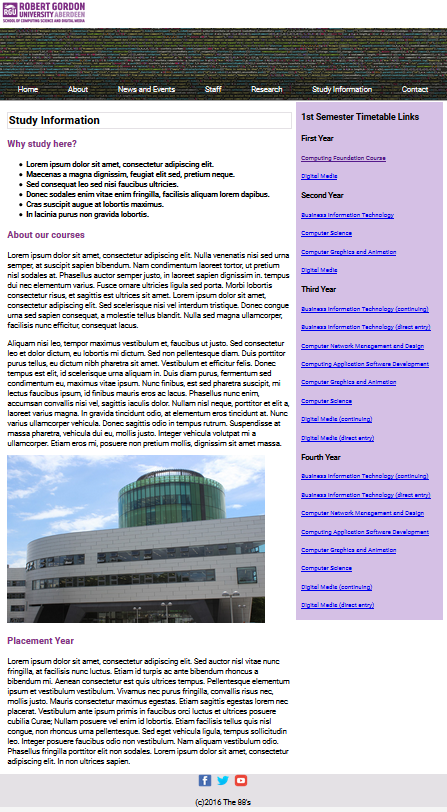 RGU
ROBERT GORDON
UNIVERSITY ABERDEEN
SCHOOL OF COMPUTING SCIENCE AND DIGITAL MEDIA
Home About News and Events Staff Research Study Information Contact
Study Information
Why study here?
Lorem ipsum dolor sit amet, consectetur adipiscing elit.
Maecenas a magna dignissim, feugiat elit sed, pretium neque.
Sed consequat leo sed nisi faucibus ultricies.
Donec sodales enim vitae enim fringilla, facilisis aliquam lorem dapibus.
Cras suscipit augue at lobortis maximus.
In lacinia purus non gravida lobortis.
About our courses
Lorem ipsum dolor sit amet, consectetur adipiscing elit. Nulla venenatis nisi sed urna
semper, at suscipit sapien bibendum. Nam condimentum laoreet tortor, ut pretium
nisl sodales at. Phasellus auctor semper justo, in laoreet sapien dignissim in. tempus
dui nec elementum varius. Fusce ornare ultricies ligula sed porta. Morbi lobortis
consectetur risus, et sagittis est ultrices sit amet. Lorem ipsum dolor sit amet,
consectetur adipiscing elit. Sed scelerisque nisi vel interdum tristique. Donec congue
urna sed sapien consequat, a molestie tellus blandit. Nulla sed magna ullamcorper,
facilisis nunc efficitur, consequat lacus.
Aliquam nisi leo, tempor maximus vestibulum et, faucibus ut justo. Sed consectetur
leo et dolor dictum, eu lobortis mi dictum. Sed non pellentesque diam. Duis porttitor
purus tellus, eu dictum nibh pharetra sit amet. Vestibulum et efficitur felis. Donec
tempus est elit, id scelerisque urna aliquam in. Duis diam purus, fermentum sed
condimentum eu, maximus vitae ipsum. Nunc finibus, est sed pharetra suscipit, mi
lectus faucibus ipsum, id finibus mauris eros ac lacus. Phasellus nunc enim,
accumsan convallis nisi vel, sagittis iaculis dolor. Nullam nisl neque, porttitor et elit a,
laoreet varius magna. In gravida tincidunt odio, at elementum eros tincidunt at. Nunc
varius ullamcorper vehicula. Donec sagittis odio in tempus rutrum. Suspendisse at
massa pharetra, vehicula dui eu, mollis justo. Integer vehicula volutpat mi a
ullamcorper. Etiam eros mi, posuere non pretium mollis, dignissim sit amet massa.
Placement Year
Lorem ipsum dolor sit amet, consectetur adipiscing elit. Sed auctor nisl vitae nunc
fringilla, at facilisis nunc luctus. Etiam id turpis ac ante bibendum rhoncus a
bibendum mi. Aenean consectetur est quis ultrices tempus. Pellentesque elementum
ipsum et vestibulum vestibulum. Vivamus nec purus fringilla, convallis risus nec,
mollis justo. Mauris consectetur maximus egestas. Etiam sagittis egestas lorem nec
placerat. Vestibulum ante ipsum primis in faucibus orci luctus et ultrices posuere
cubilia Curae; Nullam posuere vel enim id lobortis. Etiam facilisis tellus quis nisl
congue, non rhoncus urna pellentesque. Sed eget vehicula ligula, tempus sollicitudin
leo. Integer posuere faucibus odio non vestibulum. Nam aliquam vestibulum odio.
Phasellus fringilla porttitor elit non sodales. Lorem ipsum dolor sit amet, consectetur
adipiscing elit. In non ultrices sapien.
1st Semester Timetable Links
First Year
Computing Foundation Course
Digital Media
Second Year
Business Information Technology
Computer Science
Computer Graphics and Animation
Digital Media
Third Year
Business Information Technology (continuing)
Business Information Technology (direct entry)
Computer Network Management and Design
Computing Application Software Development
Computer Graphics and Animation
Computer Science
Digital Media (continuing)
Digital Media (direct entry)
Fourth Year
Business Information Technology (continuing)
Business Information Technology (direct entry)
Computer Network Management and Design
Computing Application Software Development
Computer Graphics and Animation
Computer Science
Digital Media (continuing)
Digital Media (direct entry)
(c)2016 The 88's